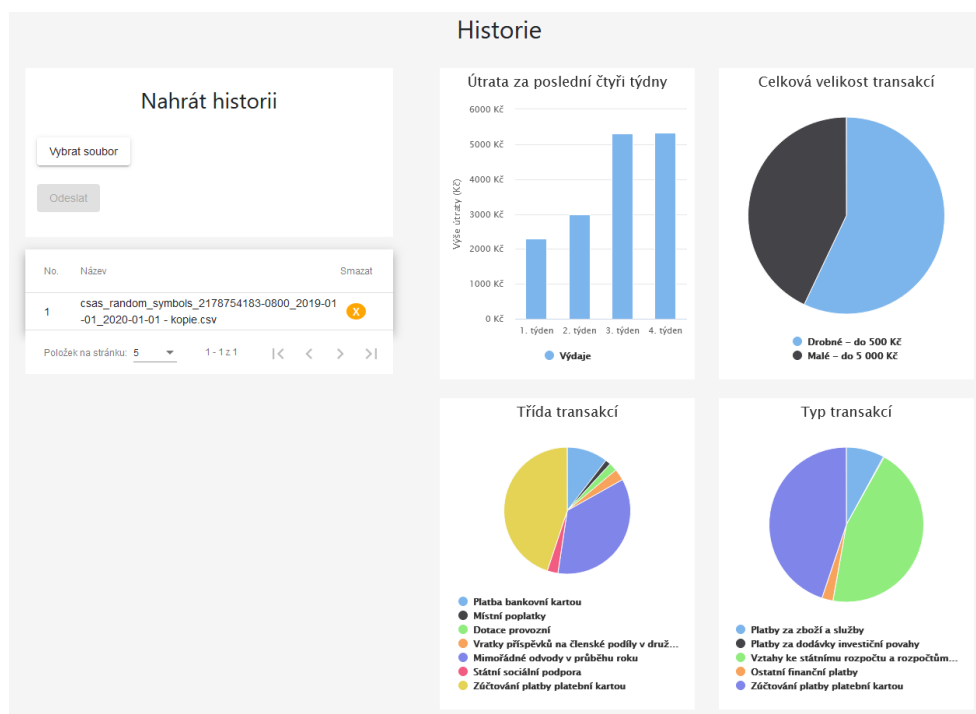 Historie
Nahrát historii
Vybrat soubor
Odeslat
No. Název Smazat
1 csas_random_symbols_2178754183-0800_2019-01
-01_2020-01-01 - kopie.csv X
Položek na stránku: 5 1 - 1 z 1
Útrata za poslední čtyři týdny
Výše útraty (Kč)
6000 Kč
5000 Kč
4000 Kč
3000 Kč
2000 Kč
1000 Kč
0 Kč
1. týden 2. týden 3. týden 4. týden
Výdaje
Celková velikost transakcí
Drobné – do 500 Kč
Malé – do 5 000 Kč
Třída transakcí
Platba bankovní kartou
Místní poplatky
Dotace provozní
Vratky příspěvků na členské podíly v druž...
Mimořádné odvody v průběhu roku
Státní sociální podpora
Zúčtování platby platební kartou
Typ transakcí
Platby za zboží a služby
Platby za dodávky investiční povahy
Vztahy ke státnímu rozpočtu a rozpočtům...
Ostatní finanční platby
Zúčtování platby platební kartou